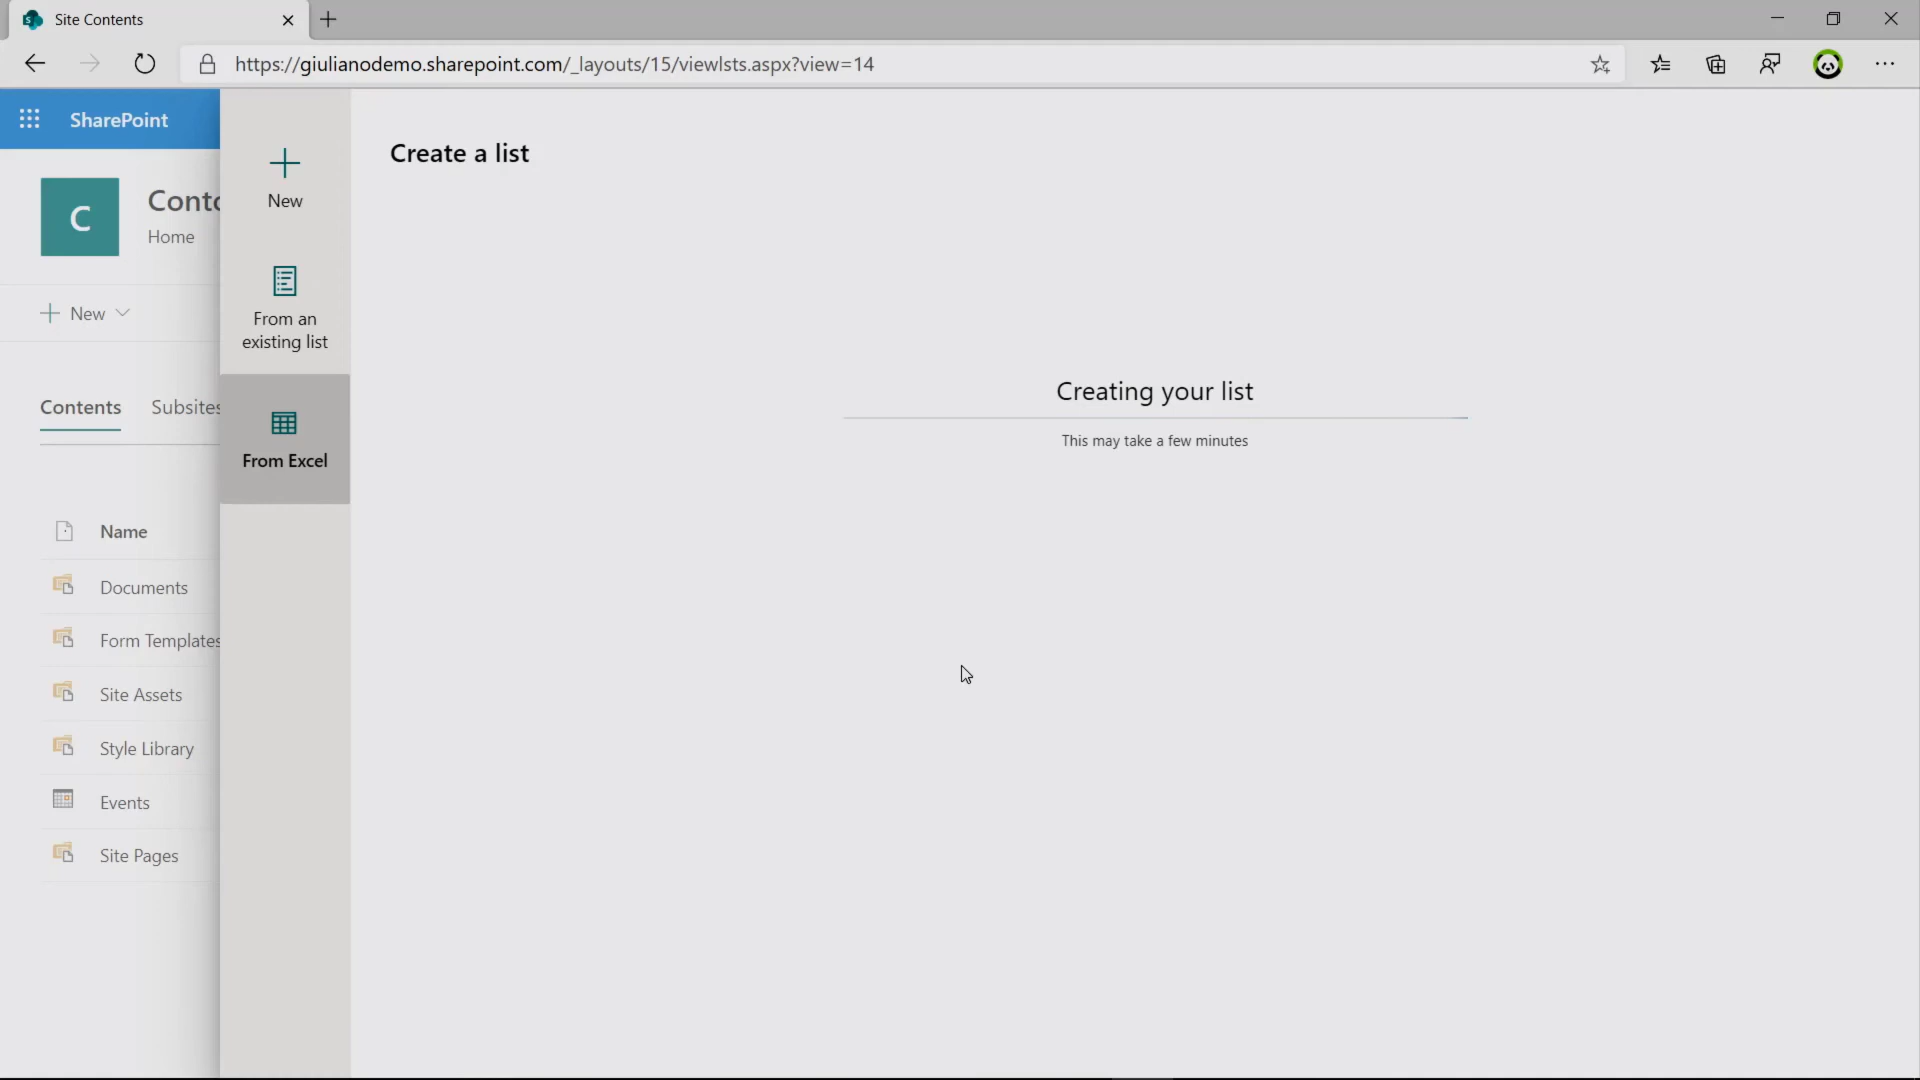 Site Contents
https://giulianodemo.sharepoint.com/_layouts/15/viewlsts.aspx?view=14
SharePoint
C
Conto
Home
New
Contents Subsites
Name
Documents
Form Templates
Site Assets
Style Library
Events
Site Pages
New
From an
existing list
From Excel
Create a list
Creating your list
This may take a few minutes